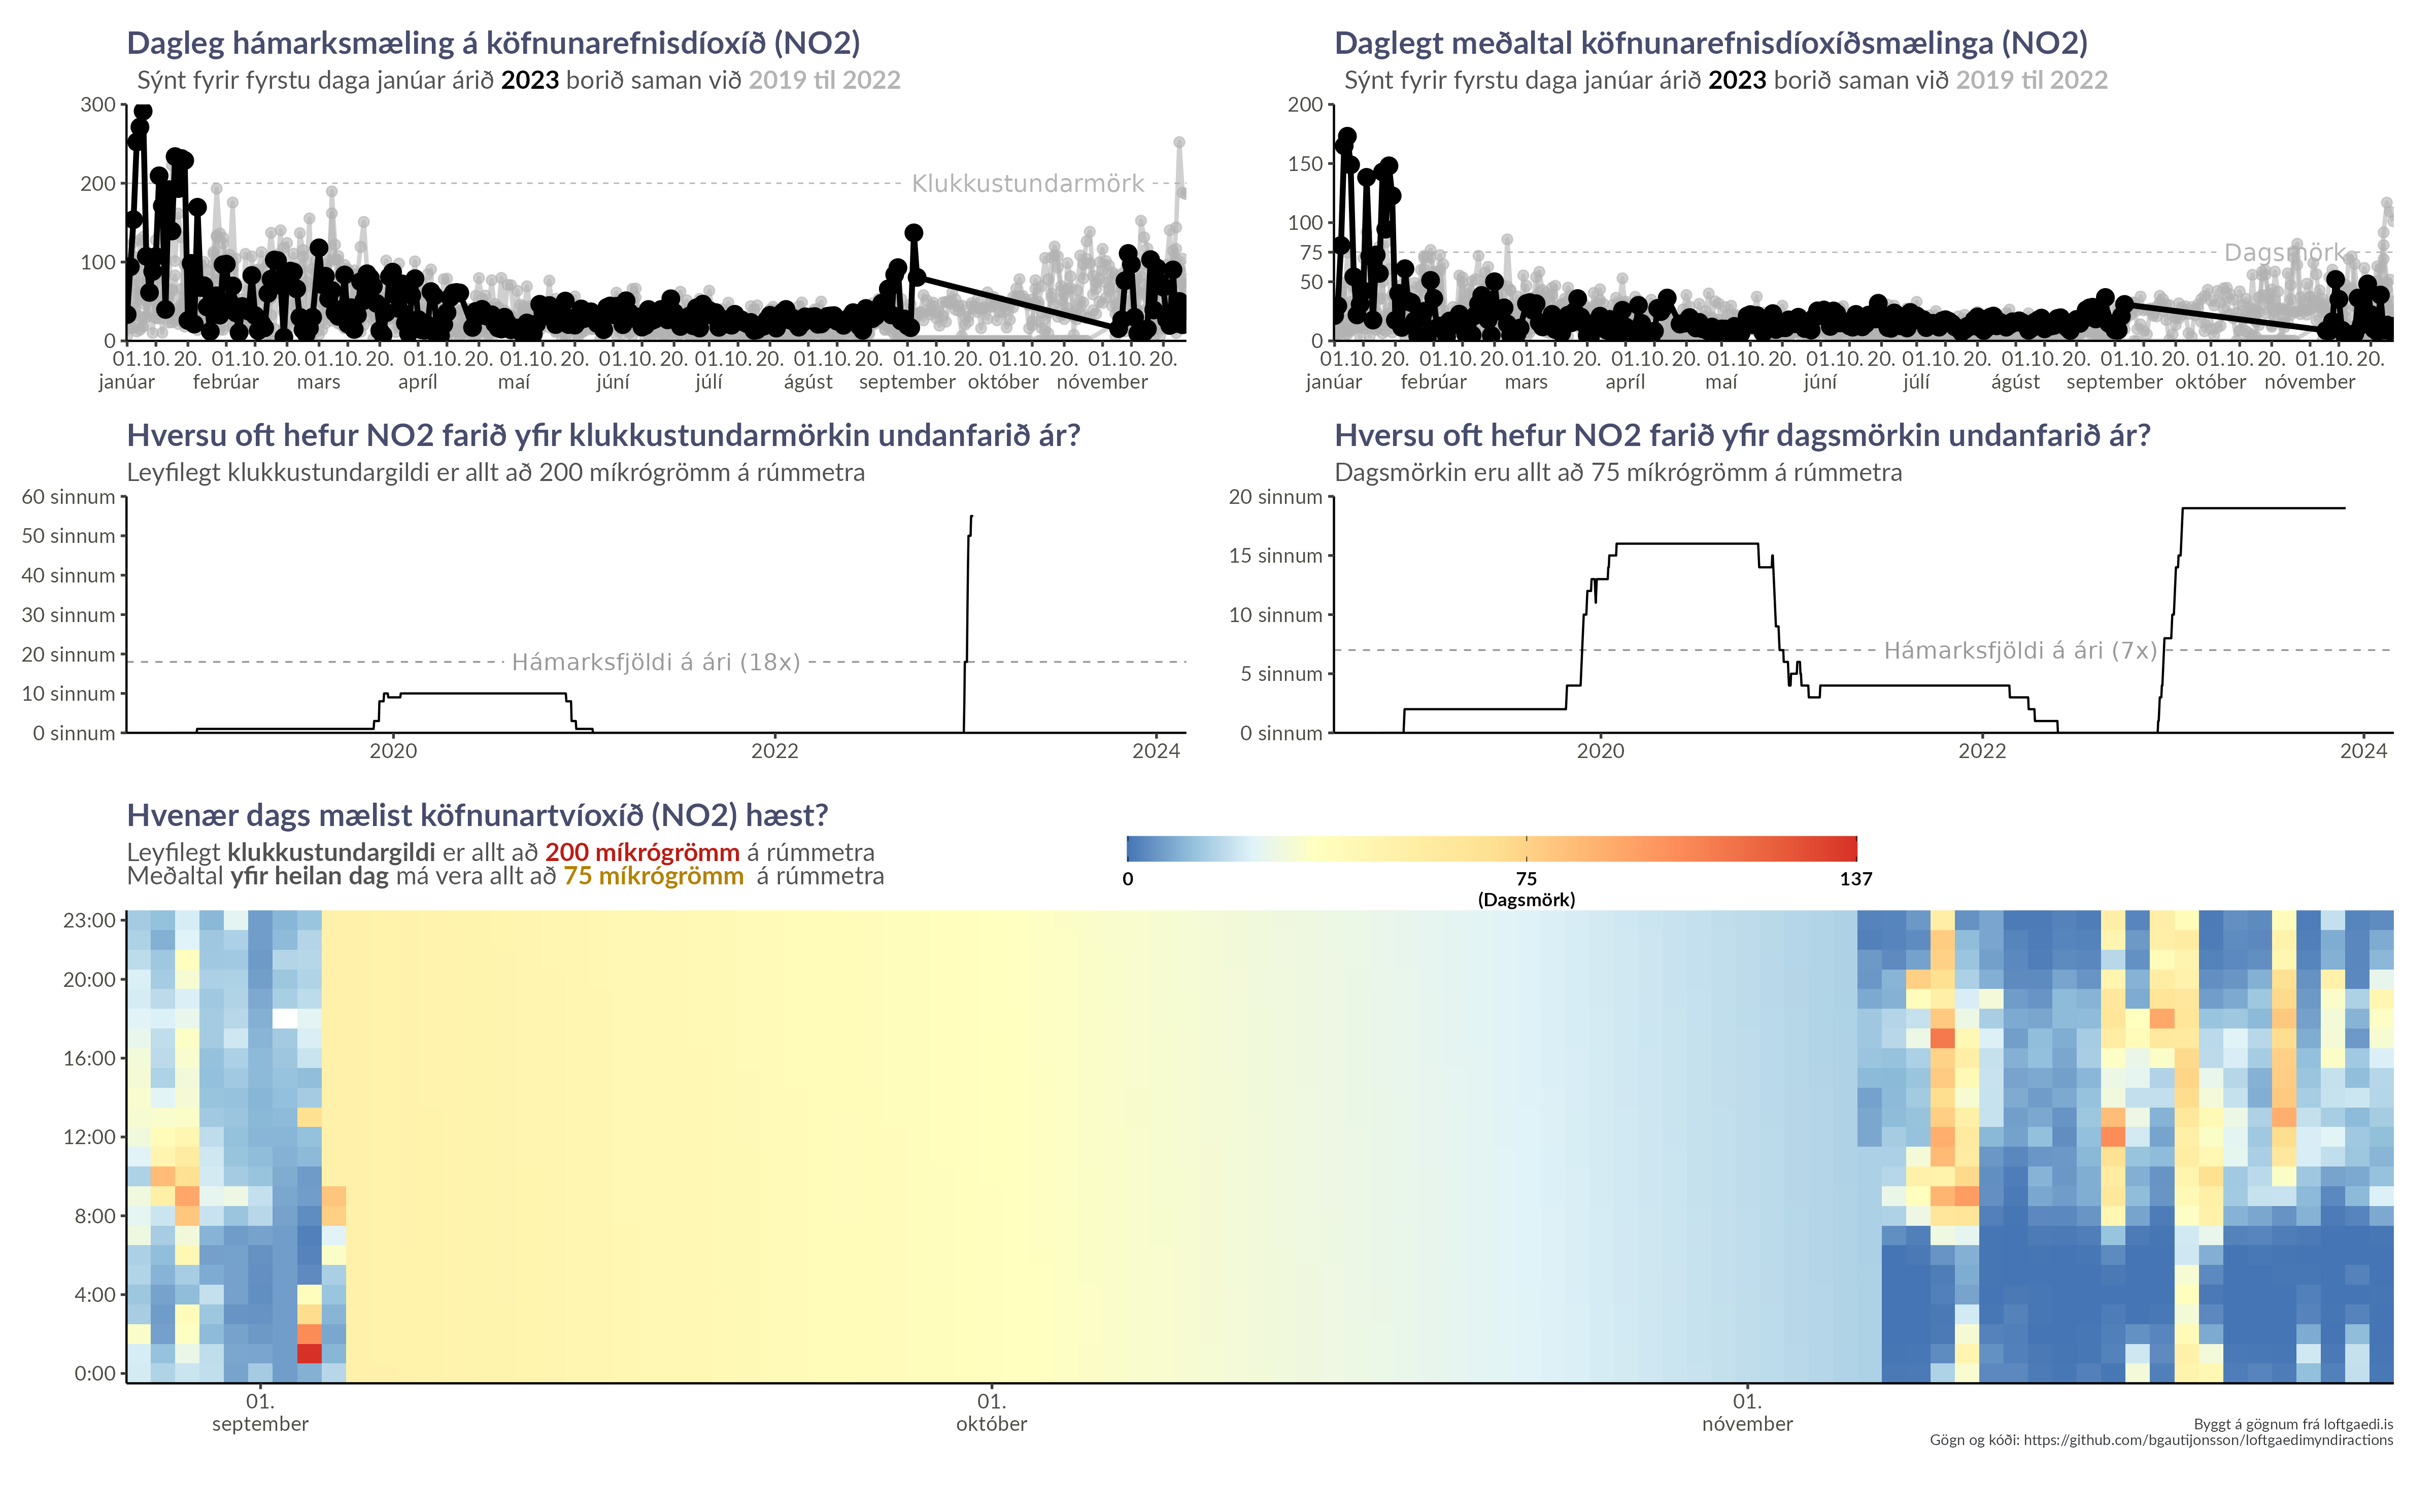 Dagleg hámarksmæling á köfnunarefnisdíoxíð (NO2)
Sýnt fyrir fyrstu daga janúar árið 2023 borið saman við 2019 til 2022
300
200
100
0
Klukkustundarmörk
01. 10. 20. 01. 10. 20. 01. 10. 20. 01. 10. 20. 01. 10. 20. 01. 10. 20. 01. 10. 20. 01. 10. 20. 01. 10. 20. 01. 10. 20. 01. 10. 20.
janúar febrúar mars apríl maí júní júlí ágúst september október nóvember
Daglegt meðaltal köfnunarefnisdíoxíðsmælinga (NO2)
Sýnt fyrir fyrstu daga janúar árið 2023 borið saman við 2019 til 2022
200
150
100
75
50
0
Dagsmörk
01. 10. 20. 01. 10. 20. 01. 10. 20. 01. 10. 20. 01. 10. 20. 01. 10. 20. 01. 10. 20. 01. 10. 20. 01. 10. 20. 01. 10. 20. 01. 10. 20.
janúar febrúar mars apríl maí júní júlí ágúst september október nóvember
Hversu oft hefur NO2 farið yfir klukkustundarmörkin undanfarið ár?
Leyfilegt klukkustundargildi er allt að 200 míkrógrömm á rúmmetra
60 sinnum
50 sinnum
40 sinnum
30 sinnum
20 sinnum
10 sinnum
0 sinnum
Hámarksfjöldi á ári (18x)
2020 2022 2024
Hversu oft hefur NO2 farið yfir dagsmörkin undanfarið ár?
Dagsmörkin eru allt að 75 míkrógrömm á rúmmetra
20 sinnum
15 sinnum
10 sinnum
5 sinnum
0 sinnum
Hámarksfjöldi á ári (7x)
2020 2022 2024
Hvenær dags mælist köfnunartvíoxíð (NO2) hæst?
Leyfilegt klukkustundargildi er allt að 200 míkrógrömm á rúmmetra
Meðaltal yfir heilan dag má vera allt að 75 míkrógrömm á rúmmetra
0 75 137
(Dagsmörk)
23:00
20:00
16:00
12:00
8:00
4:00
0:00
01. 01. 01.
september október nóvember
Byggt á gögnum frá loftgaedi.is
Gögn og kóði: https://github.com/bgautijonsson/loftgaedimyndiractions